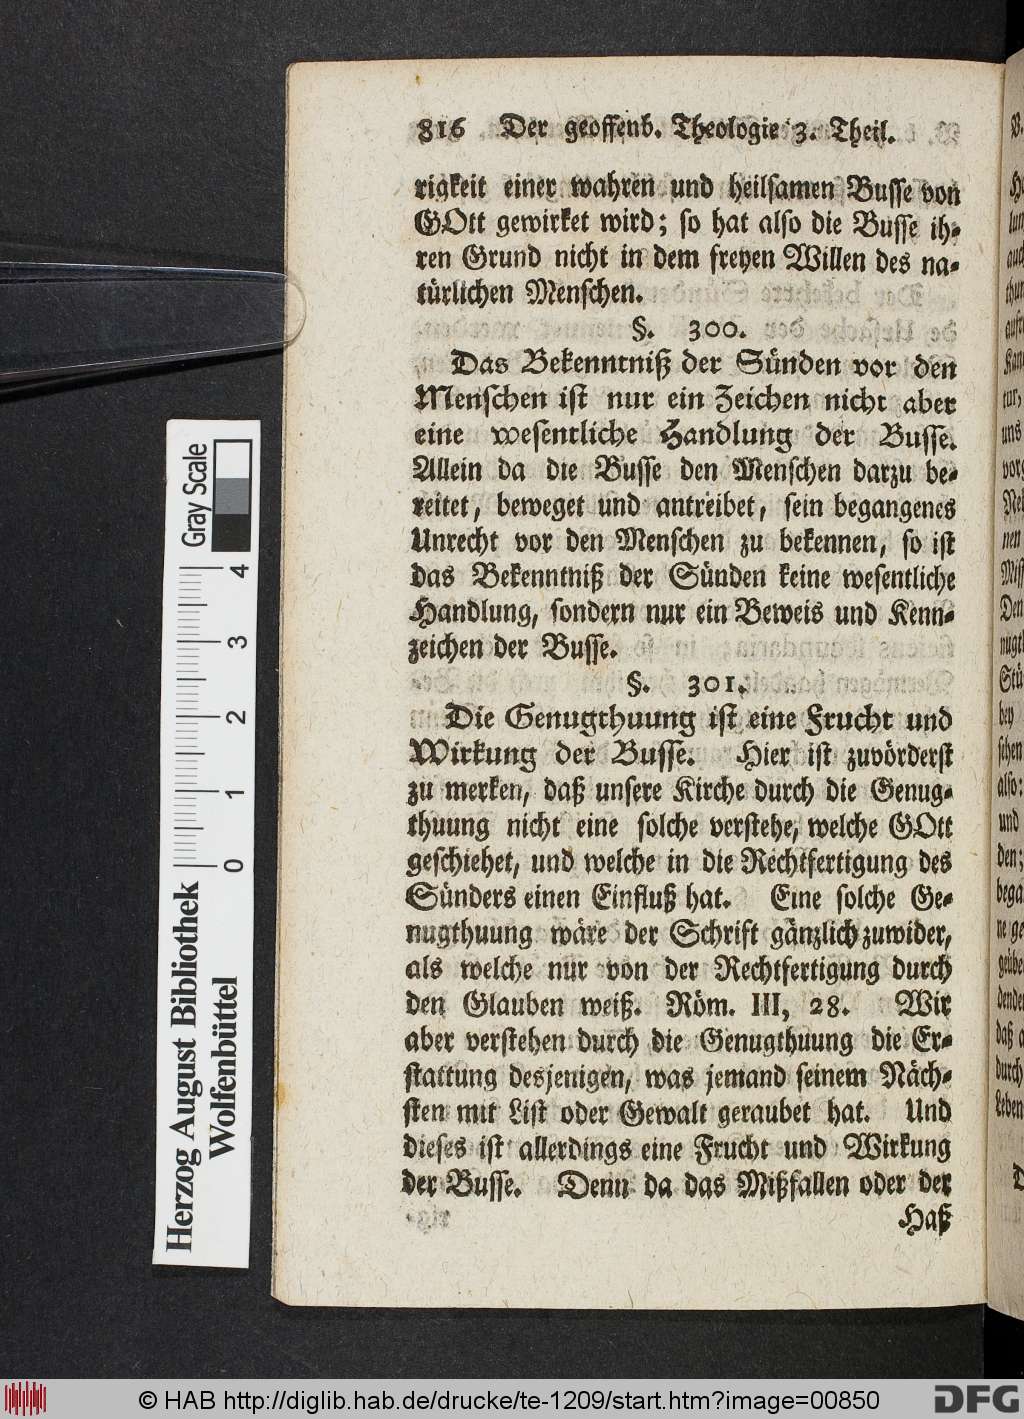 816 Der geoffenb. Theologie 3. Theil.
rigkeit einer wahren und heilsamen Busse von
GOtt gewirket wird; so hat also die Busse ih-
ren Grund nicht in dem freyen Willen des na-
türlichen Menschen.
§. 300.
Das Bekenntniß der Sünden vor den
Menschen ist nur ein Zeichen nicht aber
eine wesentliche Handlung der Busse.
Allein da die Busse den Menschen darzu be-
reitet, beweget und antreibet, sein begangenes
Unrecht vor den Menschen zu bekennen, so ist
das Bekenntniß der Sünden keine wesentliche
Handlung, sondern nur ein Beweis und Kenn-
zeichen der Busse.
§. 301.
Die Genugthuung ist eine Frucht und
Wirkung der Busse. Hier ist zuvörderst
zu merken, daß unsere Kirche durch die Genug-
thuung nicht eine solche verstehe, welche GOtt
geschiehet, und welche in die Rechtfertigung des
Sünders einen Einfluß hat. Eine solche Ge-
nugthuung wäre der Schrift gänzlich zuwider,
als welche nur von der Rechtfertigung durch
den Glauben weiß. Röm. III, 28. Wir
aber verstehen durch die Genugthuung die Er-
stattung desjenigen, was jemand seinem Näch-
sten mit List oder Gewalt geraubet hat. Und
dieses ist allerdings eine Frucht und Wirkung
der Busse. Denn da das Mißfallen oder der
Haß
Gray Scale
0 1 2 3 4
Herzog August Bibliothek
Wolfenbüttel
© HAB http://diglib.hab.de/drucke/te-1209/start.htm?image=00850
DFG